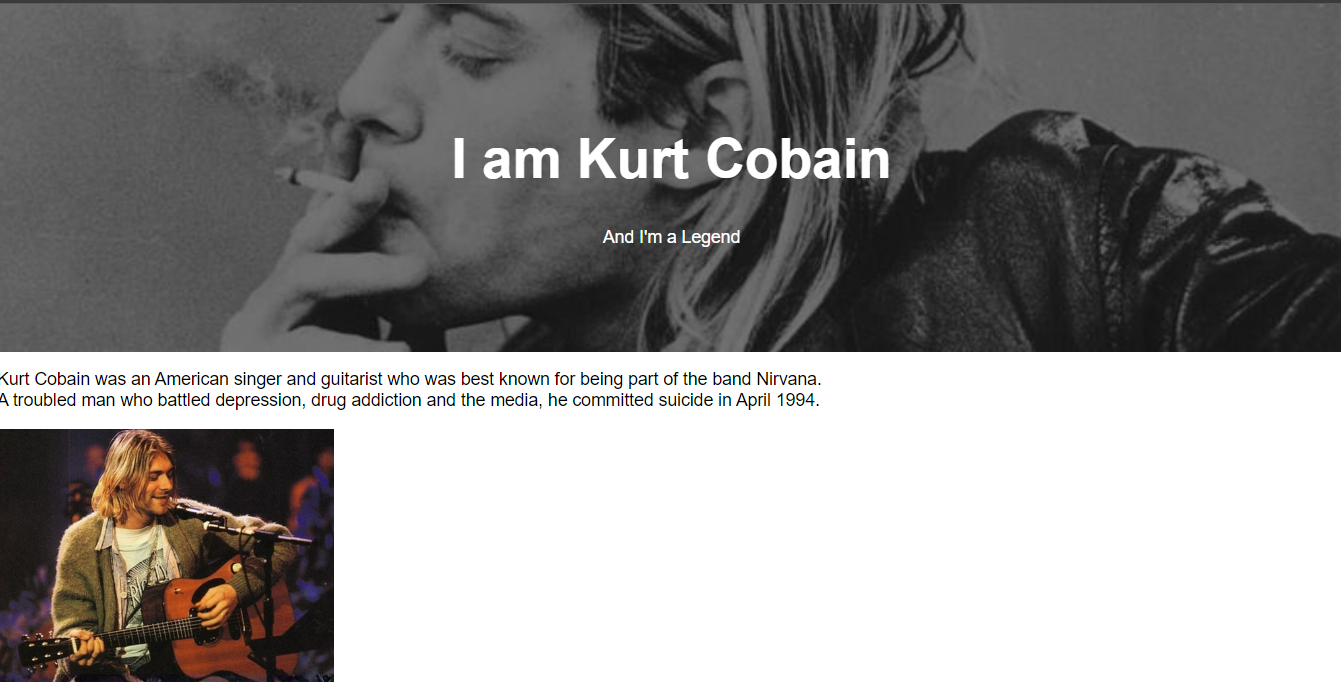 I am Kurt Cobain
And I'm a Legend
Kurt Cobain was an American singer and guitarist who was best known for being part of the band Nirvana.
A troubled man who battled depression, drug addiction and the media, he committed suicide in April 1994.